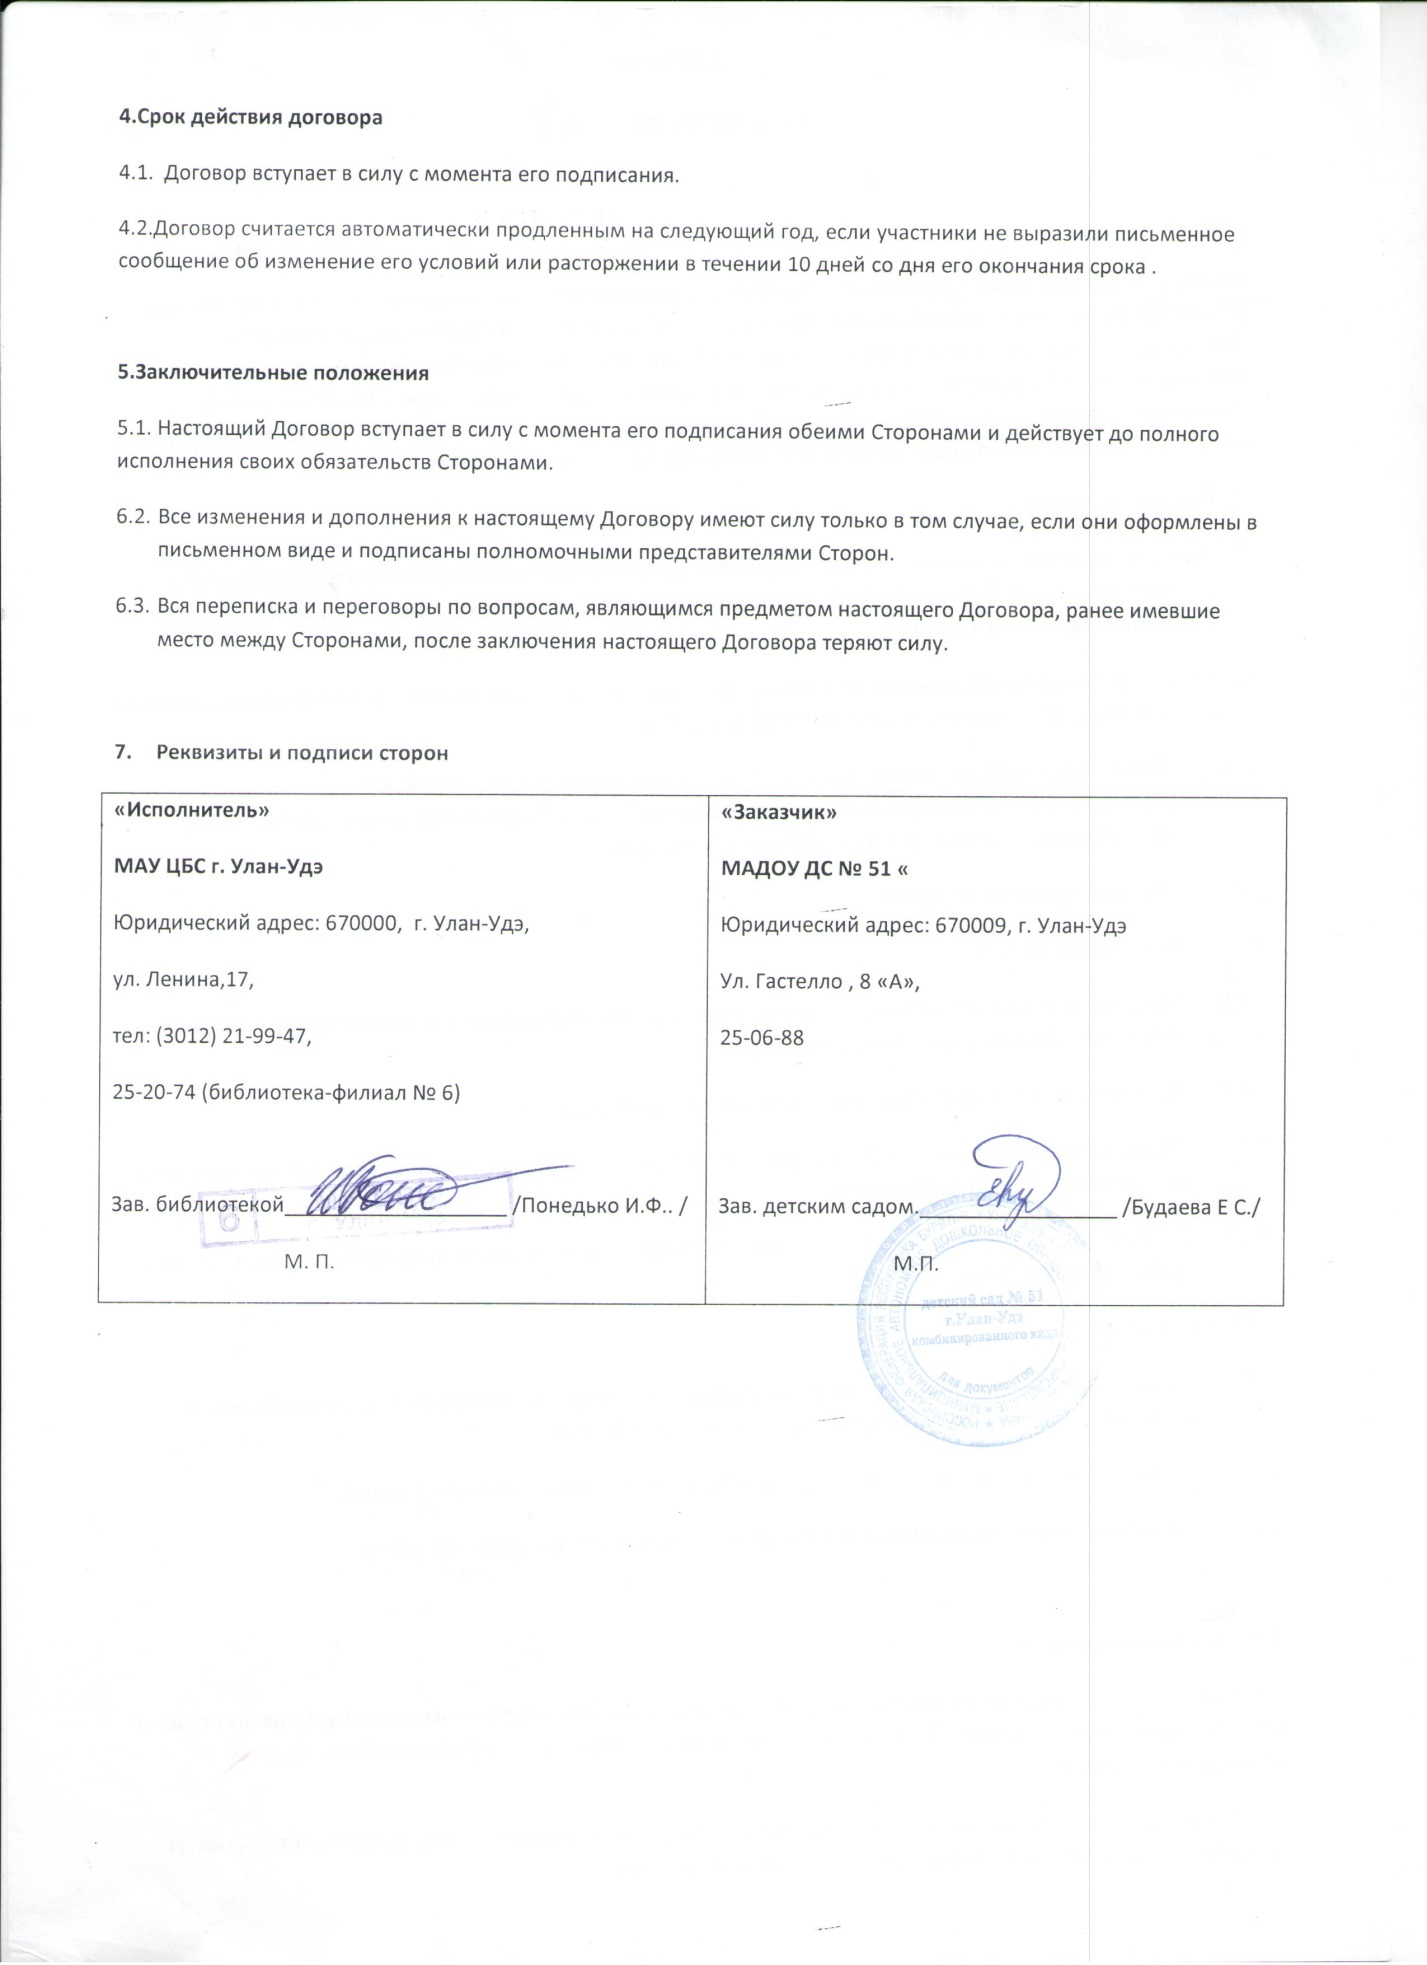 4.Срок действия договора
4.1. Договор вступает в силу с момента его подписания.
4.2.Договор считается автоматически продленным на следующий год, если участники не выразили письменное
сообщение об изменение его условий или расторжении в течении 10 дней со дня его окончания срока .
5.Заключительные положения
5.1. Настоящий Договор вступает в силу с момента его подписания обеими Сторонами и действует до полного
исполнения своих обязательств Сторонами.
6.2. Все изменения и дополнения к настоящему Договору имеют силу только в том случае, если они оформлены в
письменном виде и подписаны полномочными представителями Сторон.
6.3. Вся переписка и переговоры по вопросам, являющимся предметом настоящего Договора, ранее имевшие
место между Сторонами, после заключения настоящего Договора теряют силу.
7. Реквизиты и подписи сторон
«Исполнитель»
МАУ ЦБС г. Улан-Удэ
Юридический адрес: 670000, г. Улан-Удэ,
ул. Ленина,17,
тел: (3012) 21-99-47,
25-20-74 (библиотека-филиал № 6)
Зав. библиотекой____________________ /Понедько И.Ф.. /
М. П.
6
«Заказчик»
МАДОУ ДС № 51 «
Юридический адрес: 670009, г. Улан-Удэ
Ул. Гастелло , 8 «А»,
25-06-88
Зав. детским садом.__________________ /Будаева Е С./
М.П.
детский сад № 51
г.Улан-Удэ
комбинированного вида
для документов